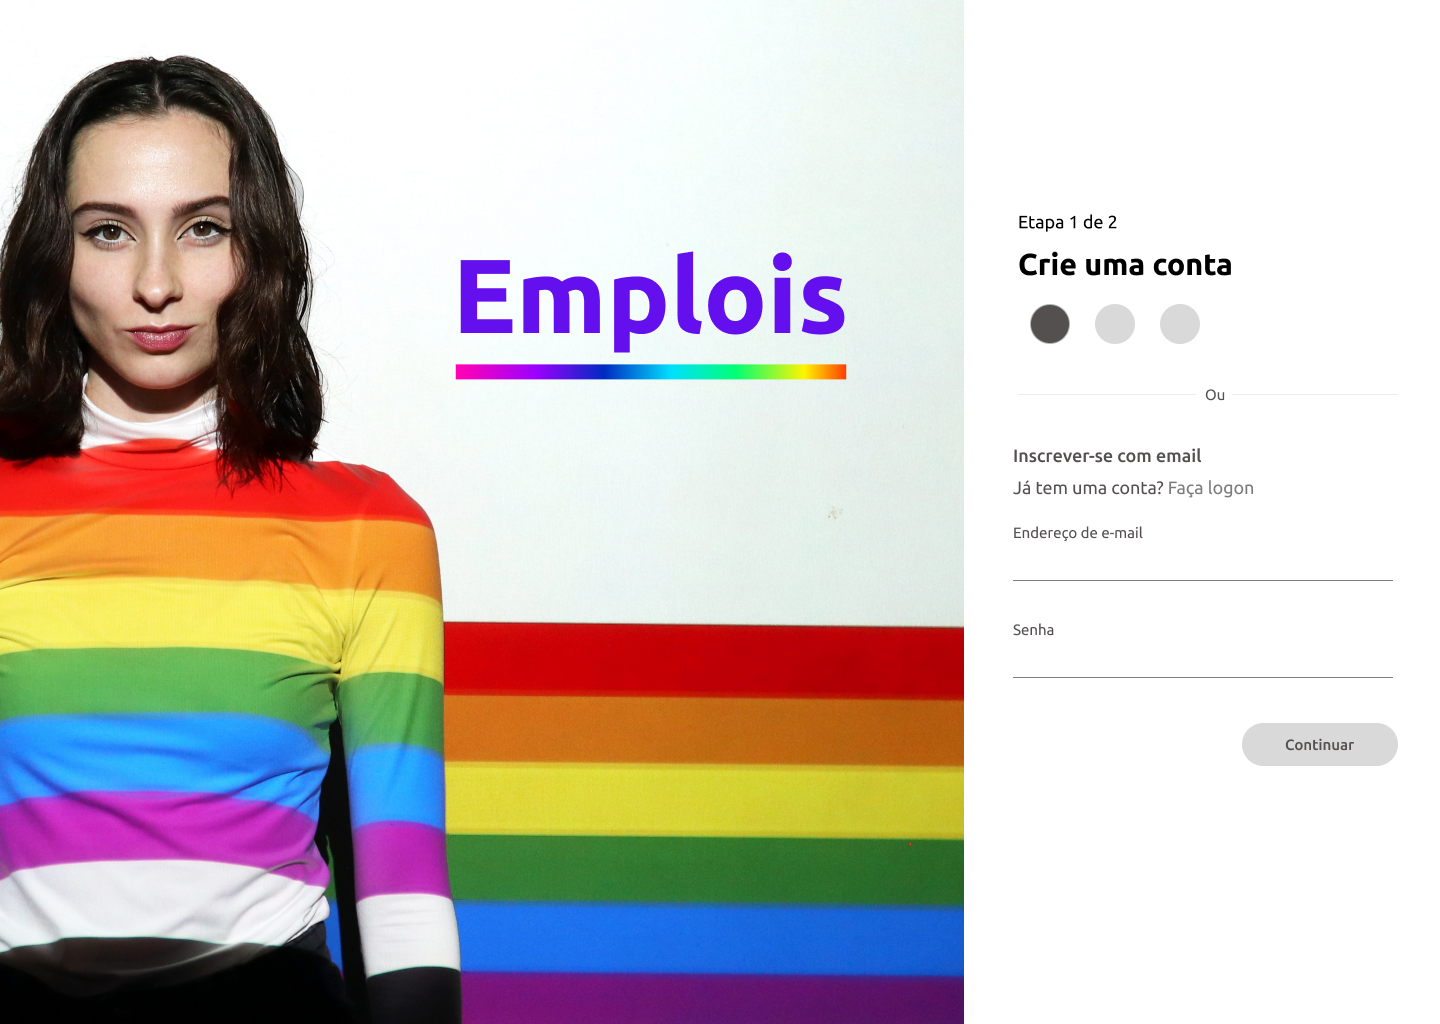 Emplois
Etapa 1 de 2
Crie uma conta
Ou
Inscrever-se com email
Já tem uma conta? Faça logon
Endereço de e-mail
Senha
Continuar